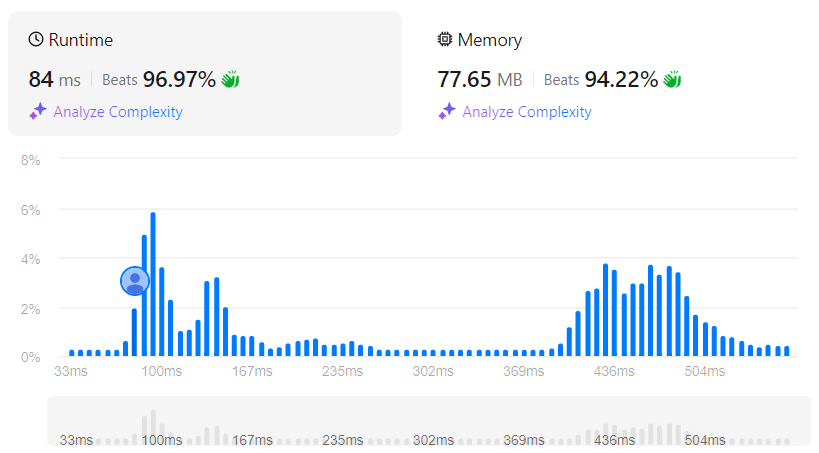 Runtime
84 ms Beats 96.97%
Analyze Complexity
Memory
77.65 MB Beats 94.22%
Analyze Complexity
8%
6%
4%
2%
0%
33ms 100ms 167ms 235ms 302ms 369ms 436ms 504ms
33ms 100ms 167ms 235ms 302ms 369ms 436ms 504ms